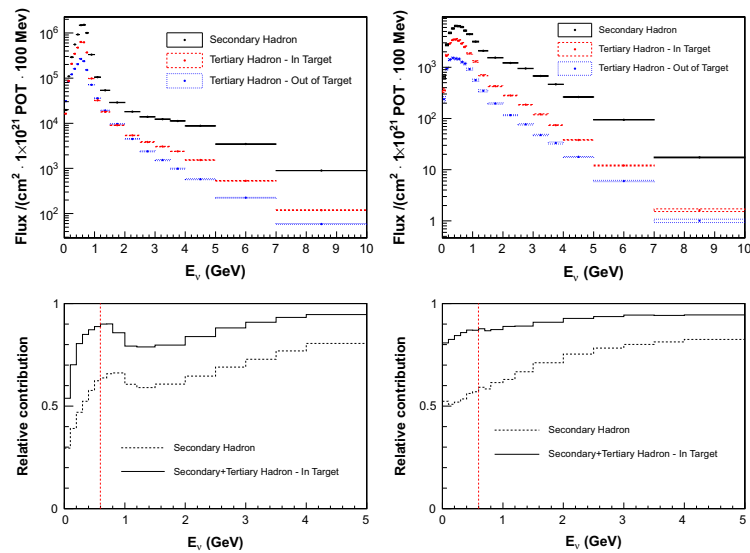 Flux /(cm² · 1×10²¹ POT · 100 Mev)
10⁶
10⁵
10⁴
10³
10²
Secondary Hadron
Tertiary Hadron - In Target
Tertiary Hadron - Out of Target
0 1 2 3 4 5 6 7 8 9 10
Eν (GeV)
Flux /(cm² · 1×10²¹ POT · 100 Mev)
10³
10²
10
1
Secondary Hadron
Tertiary Hadron - In Target
Tertiary Hadron - Out of Target
0 1 2 3 4 5 6 7 8 9 10
Eν (GeV)
Relative contribution
1
0.5
0
Secondary Hadron
Secondary+Tertiary Hadron - In Target
0 1 2 3 4 5
Eν (GeV)
Relative contribution
1
0.5
0
Secondary Hadron
Secondary+Tertiary Hadron - In Target
0 1 2 3 4 5
Eν (GeV)